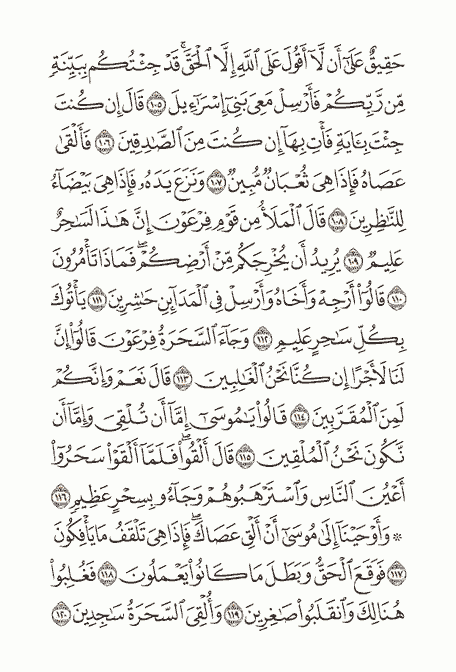 حَقِيقٌ عَلَىٰٓ أَن لَّآ أَقُولَ عَلَى ٱللَّهِ إِلَّا ٱلْحَقَّۚ قَدْ جِئْتُكُم بِبَيِّنَةٍ
مِّن رَّبِّكُمْ فَأَرْسِلْ مَعِىَ بَنِىٓ إِسْرَٰٓءِيلَ ١٠٥ قَالَ إِن كُنتَ
جِئْتَ بِـَٔايَةٍ فَأْتِ بِهَآ إِن كُنتَ مِنَ ٱلصَّٰدِقِينَ ١٠٦ فَأَلْقَىٰ
عَصَاهُ فَإِذَا هِىَ ثُعْبَانٌ مُّبِينٌ ١٠٧ وَنَزَعَ يَدَهُۥ فَإِذَا هِىَ بَيْضَآءُ
لِلنَّٰظِرِينَ ١٠٨ قَالَ ٱلْمَلَأُ مِن قَوْمِ فِرْعَوْنَ إِنَّ هَٰذَا لَسَٰحِرٌ
عَلِيمٌ ١٠٩ يُرِيدُ أَن يُخْرِجَكُم مِّنْ أَرْضِكُمْۖ فَمَاذَا تَأْمُرُونَ
١١٠ قَالُوٓا۟ أَرْجِهْ وَأَخَاهُ وَأَرْسِلْ فِى ٱلْمَدَآئِنِ حَٰشِرِينَ ١١١ يَأْتُوكَ
بِكُلِّ سَٰحِرٍ عَلِيمٍ ١١٢ وَجَآءَ ٱلسَّحَرَةُ فِرْعَوْنَ قَالُوٓا۟ إِنَّ
لَنَا لَأَجْرًا إِن كُنَّا نَحْنُ ٱلْغَٰلِبِينَ ١١٣ قَالَ نَعَمْ وَإِنَّكُمْ
لَمِنَ ٱلْمُقَرَّبِينَ ١١٤ قَالُوا۟ يَٰمُوسَىٰٓ إِمَّآ أَن تُلْقِىَ وَإِمَّآ أَن
نَّكُونَ نَحْنُ ٱلْمُلْقِينَ ١١٥ قَالَ أَلْقُوا۟ۖ فَلَمَّآ أَلْقَوْا۟ سَحَرُوٓا۟
أَعْيُنَ ٱلنَّاسِ وَٱسْتَرْهَبُوهُمْ وَجَآءُو بِسِحْرٍ عَظِيمٍ ١١٦
۞ وَأَوْحَيْنَآ إِلَىٰ مُوسَىٰٓ أَنْ أَلْقِ عَصَاكَۖ فَإِذَا هِىَ تَلْقَفُ مَا يَأْفِكُونَ
١١٧ فَوَقَعَ ٱلْحَقُّ وَبَطَلَ مَا كَانُوا۟ يَعْمَلُونَ ١١٨ فَغُلِبُوا۟
هُنَالِكَ وَٱنقَلَبُوا۟ صَٰغِرِينَ ١١٩ وَأُلْقِىَ ٱلسَّحَرَةُ سَٰجِدِينَ ١٢٠